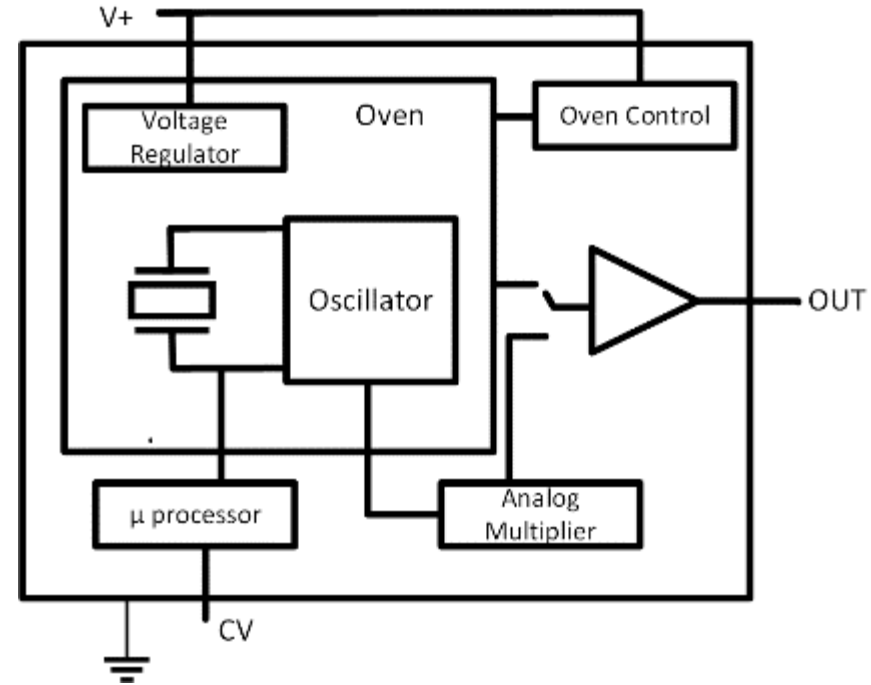 V+
Voltage
Regulator
Oven
Oven Control
Oscillator
OUT
μ processor
Analog
Multiplier
CV